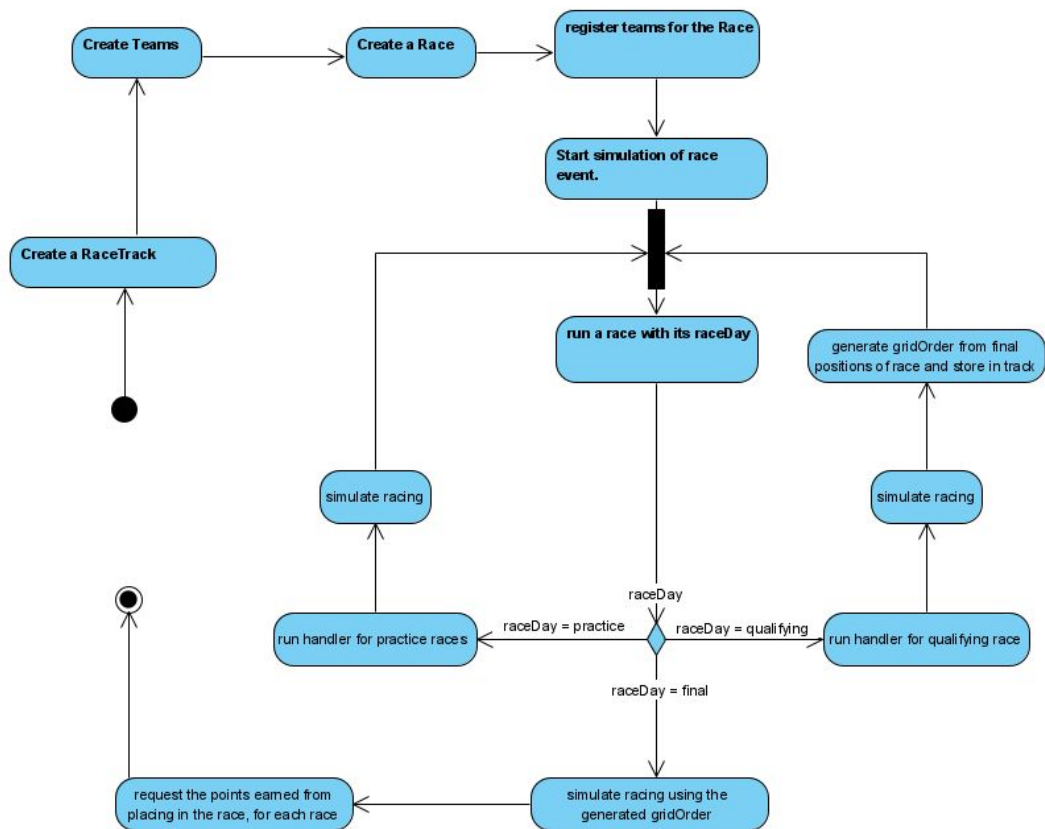 Create Teams
Create a Race
register teams for the Race
Start simulation of race
event.
Create a RaceTrack
run a race with its raceDay
generate gridOrder from final
positions of race and store in track
simulate racing
simulate racing
raceDay
run handler for practice races
raceDay = practice
raceDay = qualifying
run handler for qualifying race
raceDay = final
request the points earned from
placing in the race, for each race
simulate racing using the
generated gridOrder